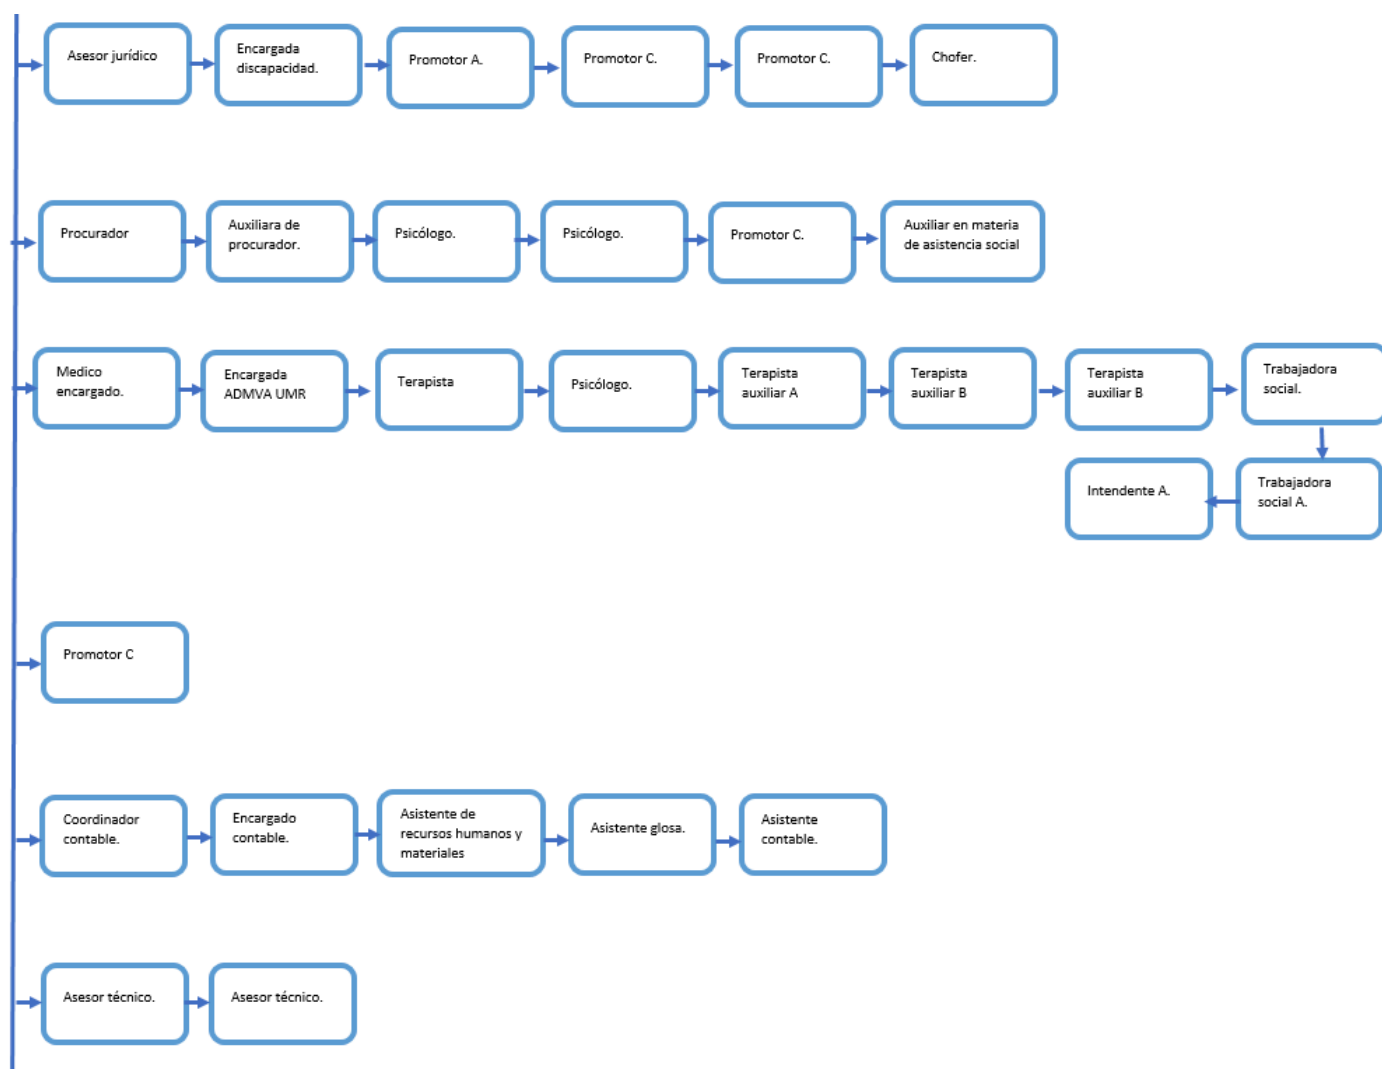 Asesor jurídico
Encargada
discapacidad.
Promotor A.
Promotor C.
Promotor C.
Chofer.
Procurador
Auxiliara de
procurador.
Psicólogo.
Psicólogo.
Promotor C.
Auxiliar en materia
de asistencia social
Medico
encargado.
Encargada
ADMVA UMR
Terapista
Psicólogo.
Terapista
auxiliar A
Terapista
auxiliar B
Terapista
auxiliar B
Trabajadora
social.
Trabajadora
social A.
Intendente A.
Promotor C
Coordinador
contable.
Encargado
contable.
Asistente de
recursos humanos y
materiales
Asistente glosa.
Asistente
contable.
Asesor técnico.
Asesor técnico.